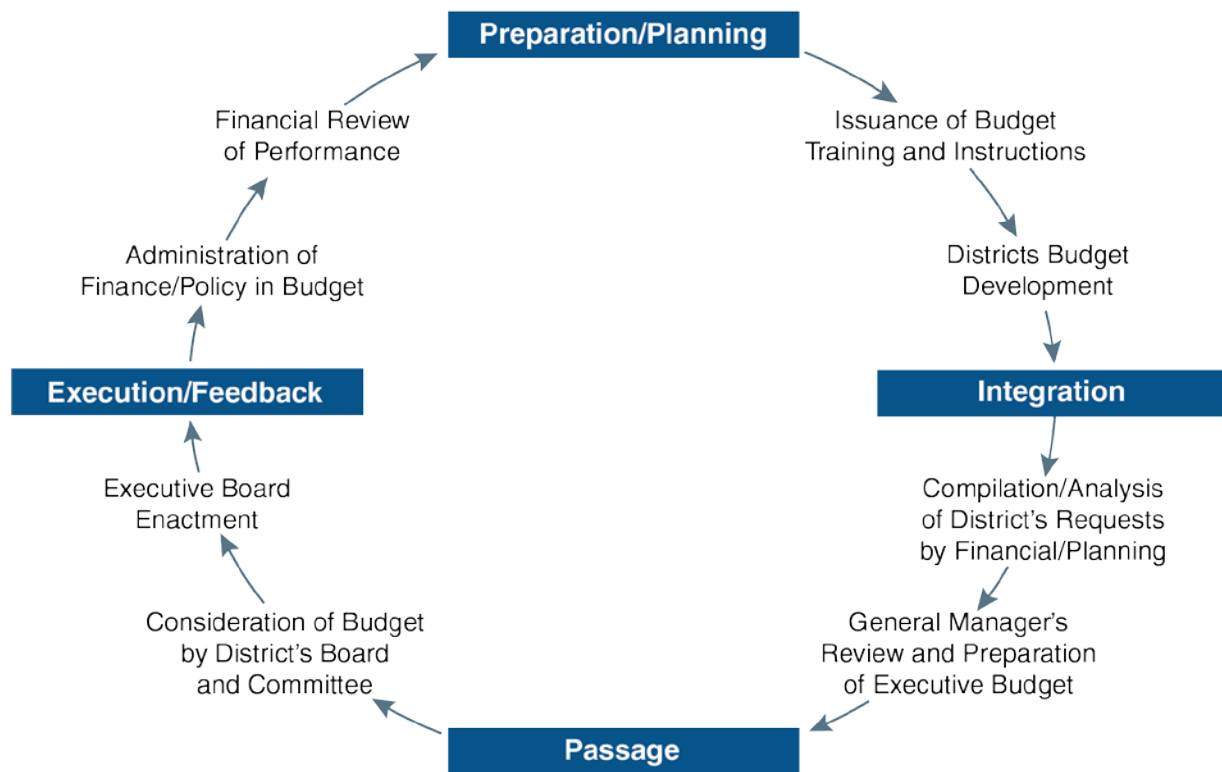 Preparation/Planning
Issuance of Budget
Training and Instructions
Districts Budget
Development
Integration
Compilation/Analysis
of District's Requests
by Financial/Planning
General Manager's
Review and Preparation
of Executive Budget
Passage
Consideration of Budget
by District's Board
and Committee
Executive Board
Enactment
Execution/Feedback
Administration of
Finance/Policy in Budget
Financial Review
of Performance